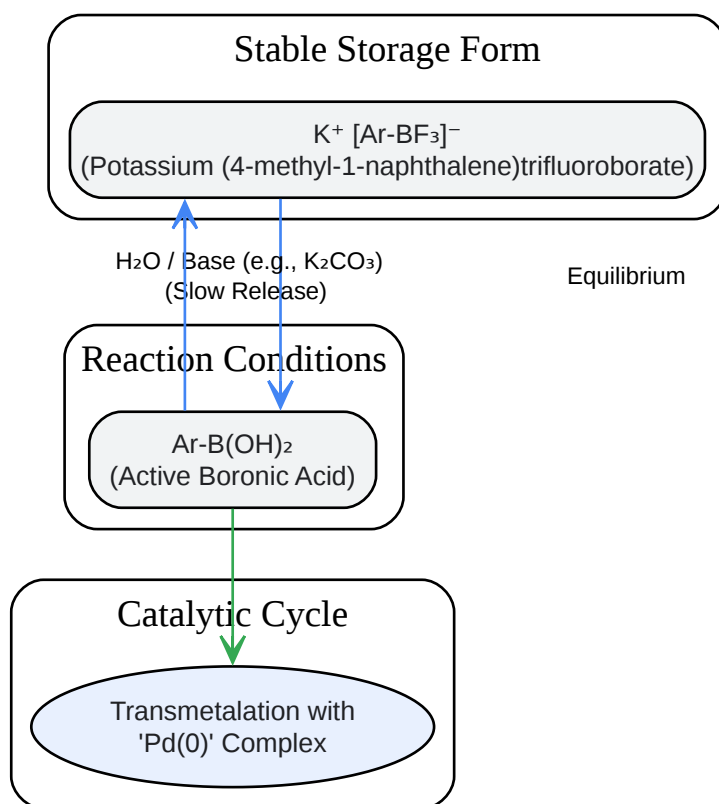 Stable Storage Form
K⁺ [Ar-BF₃]⁻
(Potassium (4-methyl-1-naphthalene)trifluoroborate)
H₂O / Base (e.g., K₂CO₃)
(Slow Release)
Equilibrium
Reaction Conditions
Ar-B(OH)₂
(Active Boronic Acid)
Catalytic Cycle
Transmetalation with
'Pd(0)' Complex